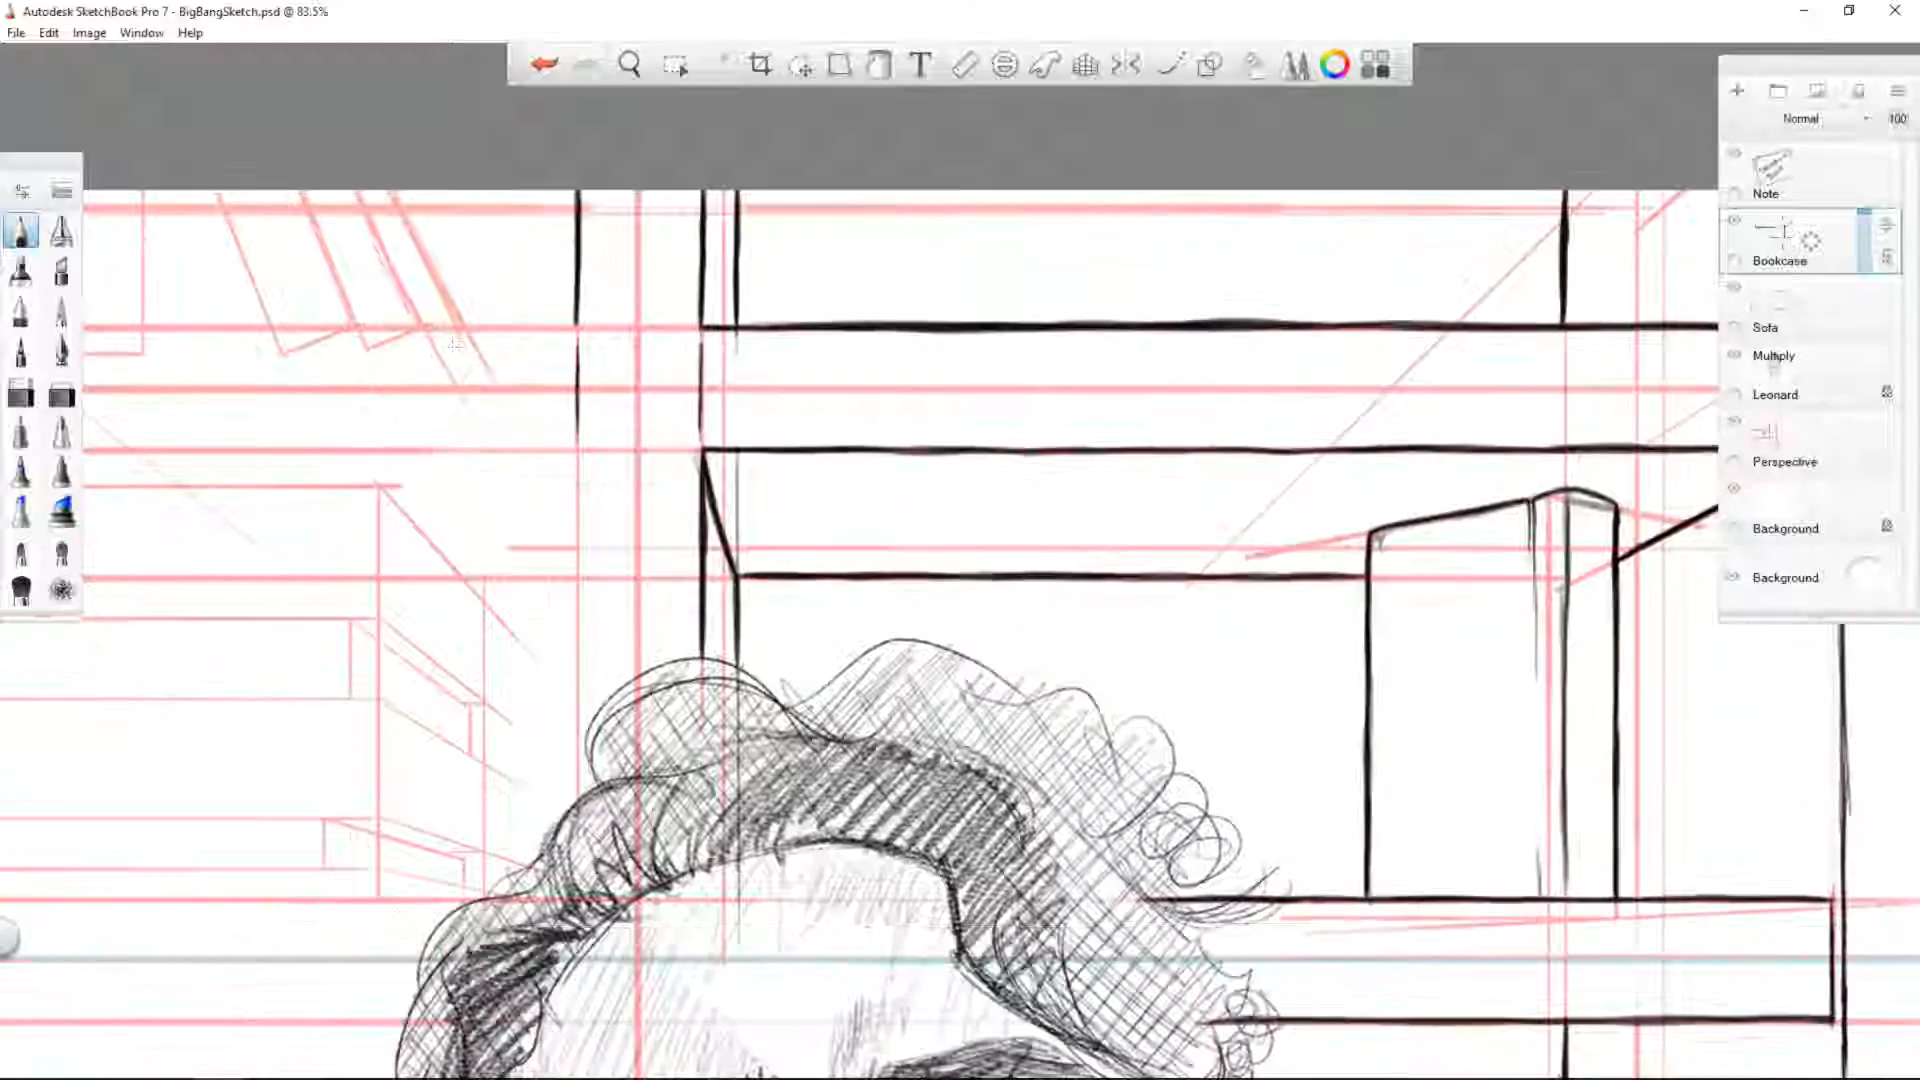 Autodesk SketchBook Pro 7 - BigBangSketch.psd @ 83.5%
File Edit Image Window Help
T
Normal 100
Note
Bookcase
Sofa
Multiply
Leonard
Perspective
Background
Background